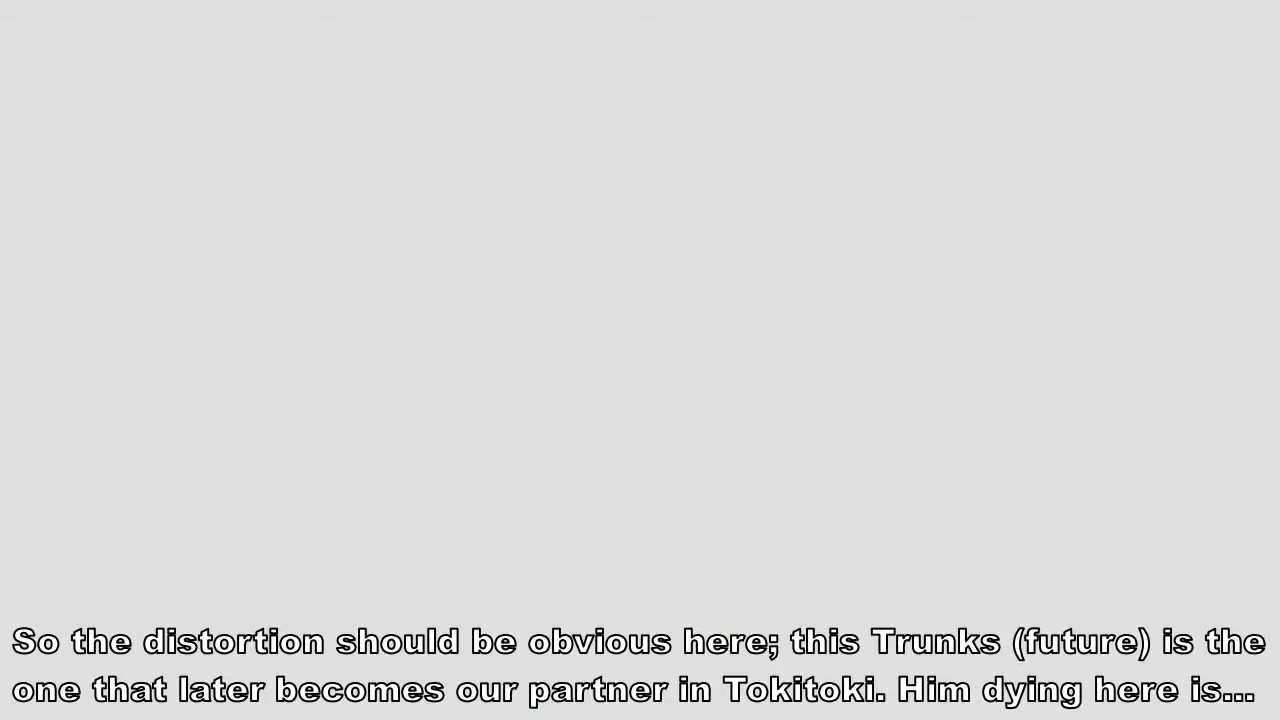 So the distortion should be obvious here; this Trunks (future) is the
one that later becomes our partner in Tokitoki. Him dying here is...